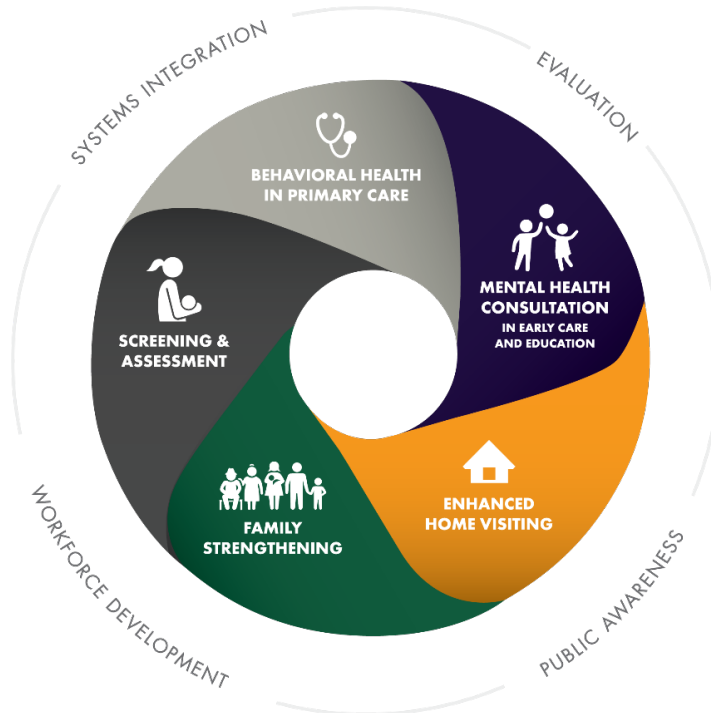 SYSTEMS INTEGRATION
EVALUATION
BEHAVIORAL HEALTH
IN PRIMARY CARE
MENTAL HEALTH
CONSULTATION
IN EARLY CARE
AND EDUCATION
SCREENING &
ASSESSMENT
ENHANCED
HOME VISITING
FAMILY
STRENGTHENING
WORKFORCE DEVELOPMENT
PUBLIC AWARENESS